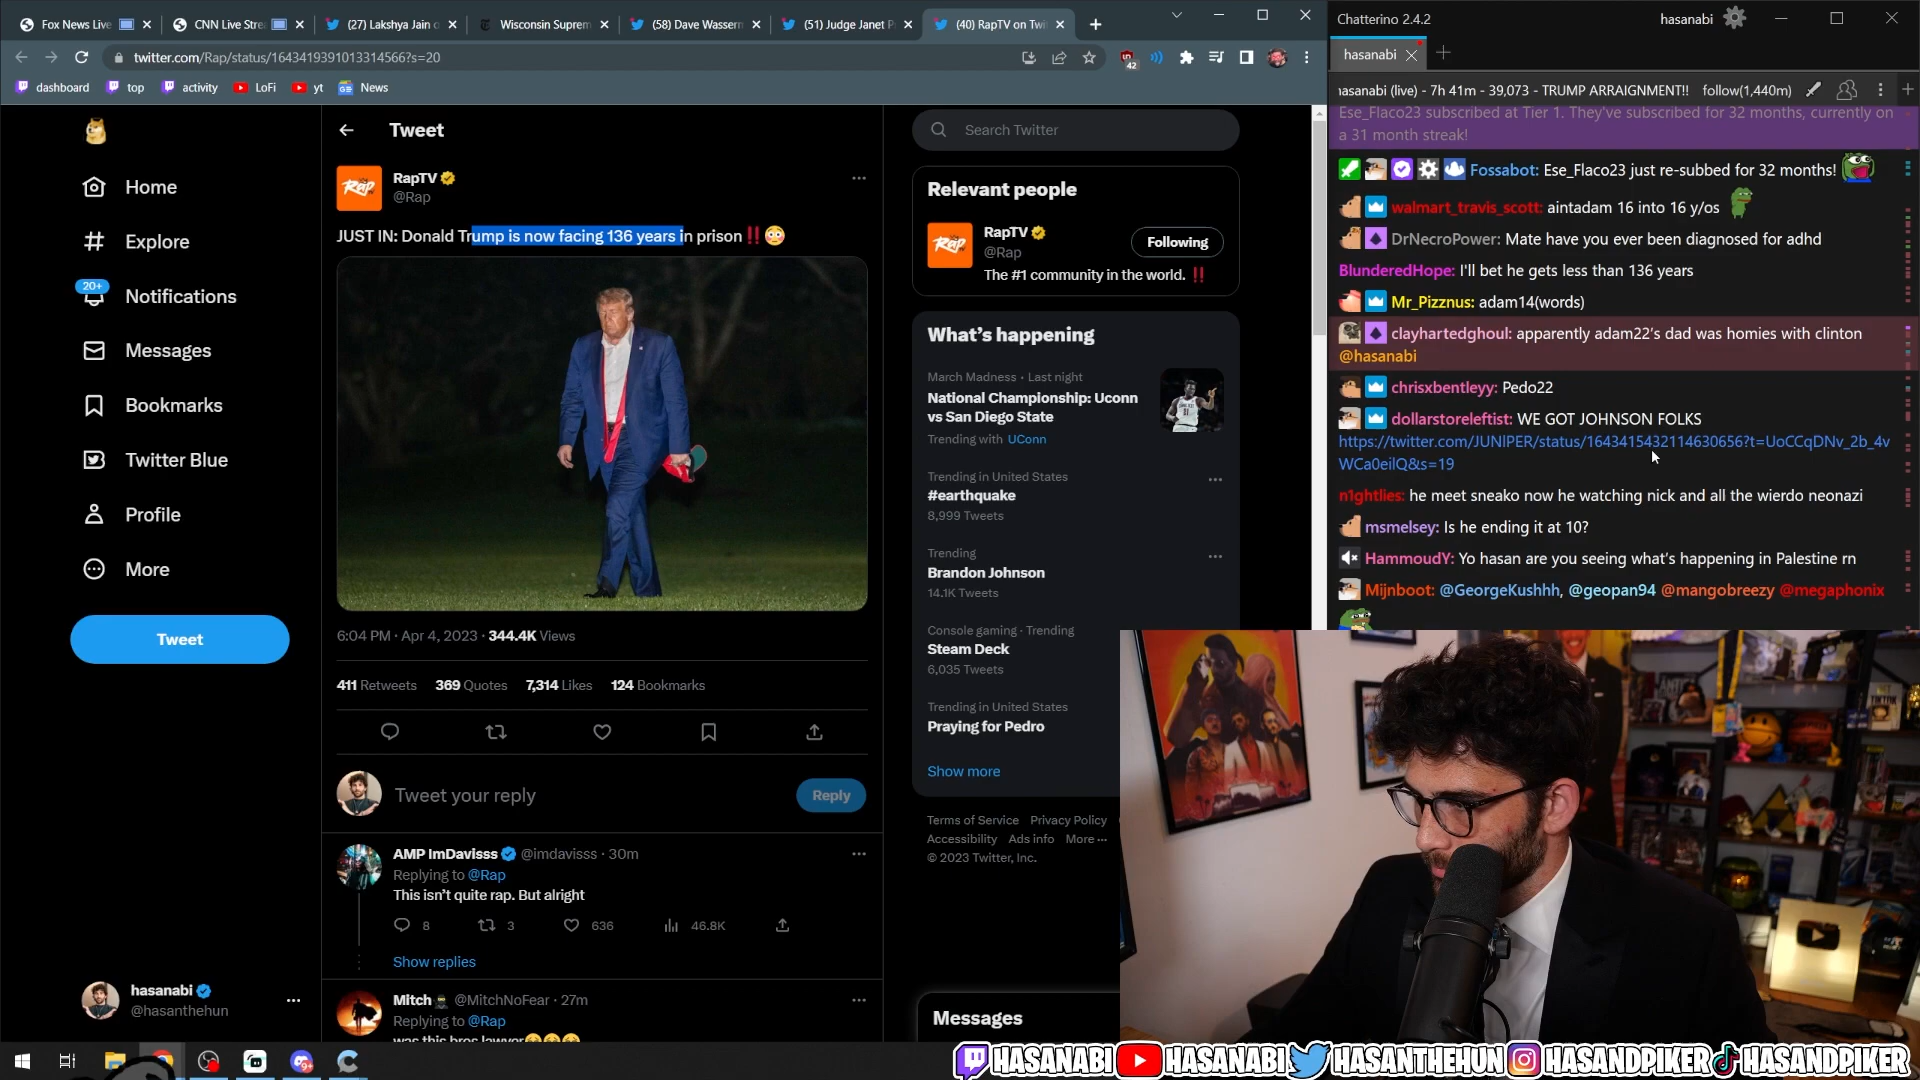 Fox News Live
CNN Live Stre
(27) Lakshya Jain o
Wisconsin Suprem
(58) Dave Wasserm
(51) Judge Janet P
(40) RapTV on Twi
twitter.com/Rap/status/1643419391013314566?s=20
42
dashboard
top
activity
LoFi
yt
News
Home
Explore
20+
Notifications
Messages
Bookmarks
Twitter Blue
Profile
More
Tweet
hasanabi
@hasanthehun
Tweet
Rap
RapTV
@Rap
JUST IN: Donald Trump is now facing 136 years in prison ‼️😳
6:04 PM · Apr 4, 2023 · 344.4K Views
411 Retweets 369 Quotes 7,314 Likes 124 Bookmarks
Tweet your reply
Reply
AMP ImDavisss @imdavisss · 30m
Replying to @Rap
This isn't quite rap. But alright
8 3 636 46.8K
Show replies
Mitch @MitchNoFear · 27m
Replying to @Rap
was this bros lawyer
Search Twitter
Relevant people
Rap
RapTV
@Rap
Following
The #1 community in the world. ‼️
What's happening
March Madness · Last night
National Championship: Uconn
vs San Diego State
Trending with UConn
Trending in United States
#earthquake
8,999 Tweets
Trending
Brandon Johnson
14.1K Tweets
Console gaming · Trending
Steam Deck
6,035 Tweets
Trending in United States
Praying for Pedro
Show more
Terms of Service Privacy Policy
Accessibility Ads info More ···
© 2023 Twitter, Inc.
Messages
Chatterino 2.4.2
hasanabi
hasanabi
hasanabi (live) - 7h 41m - 39,073 - TRUMP ARRAIGNMENT!! follow(1,440m)
Ese_Flaco23 subscribed at Tier 1. They've subscribed for 32 months, currently on
a 31 month streak!
Fossabot: Ese_Flaco23 just re-subbed for 32 months!
walmart_travis_scott: aintadam 16 into 16 y/os
DrNecroPower: Mate have you ever been diagnosed for adhd
BlunderedHope: I'll bet he gets less than 136 years
Mr_Pizznus: adam14(words)
clayhartedghoul: apparently adam22's dad was homies with clinton
@hasanabi
chrisxbentleyy: Pedo22
dollarstoreleftist: WE GOT JOHNSON FOLKS
https://twitter.com/JUNIPER/status/1643415432114630656?t=UoCCqDNv_2b_4v
WCa0eilQ&s=19
n1ghtlies: he meet sneako now he watching nick and all the wierdo neonazi
msmelsey: Is he ending it at 10?
HammoudY: Yo hasan are you seeing what's happening in Palestine rn
Mijnboot: @GeorgeKushhh, @geopan94 @mangobreezy @megaphonix
HASANABI HASANABI HASANTHEHUN HASANDPIKER HASANDPIKER